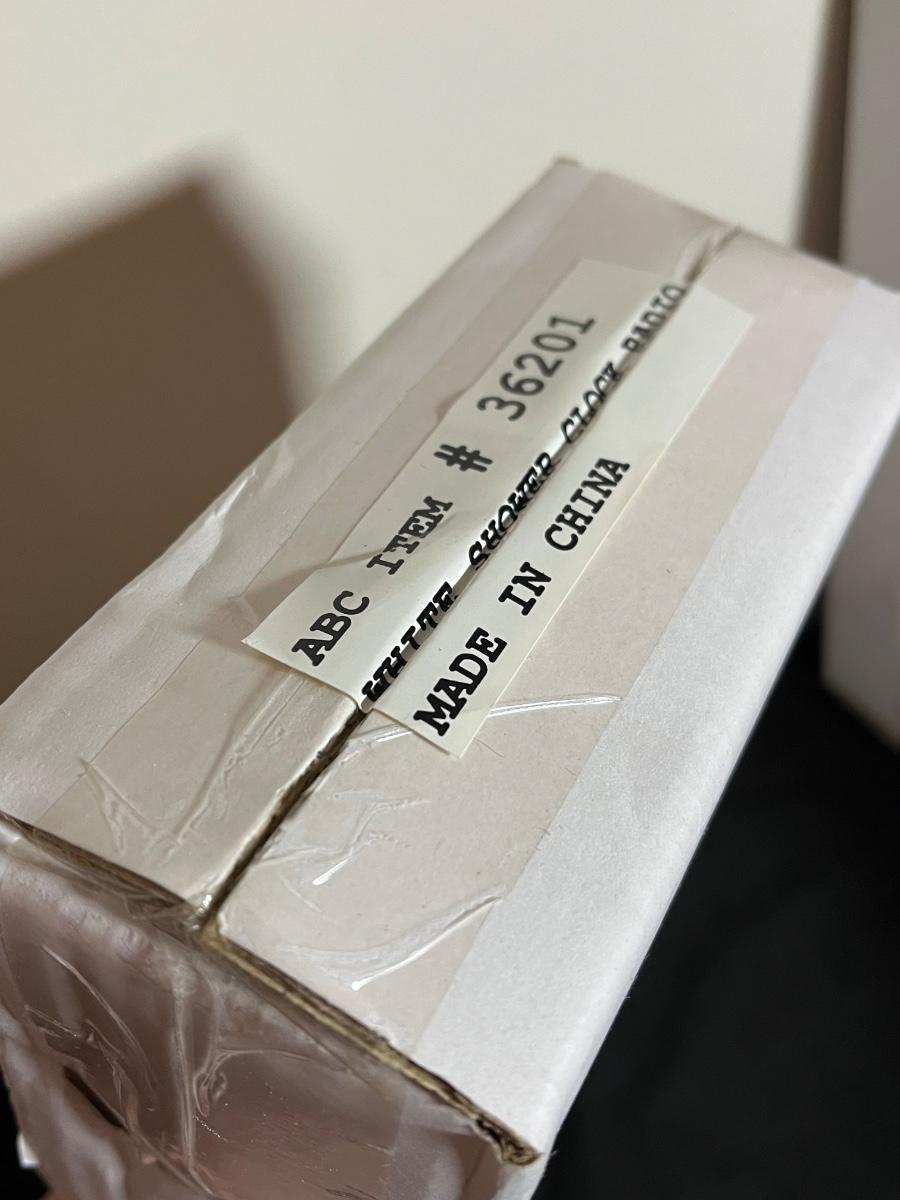 ABC ITEM # 36201
WHITE SHOWER CLOCK RADIO
MADE IN CHINA